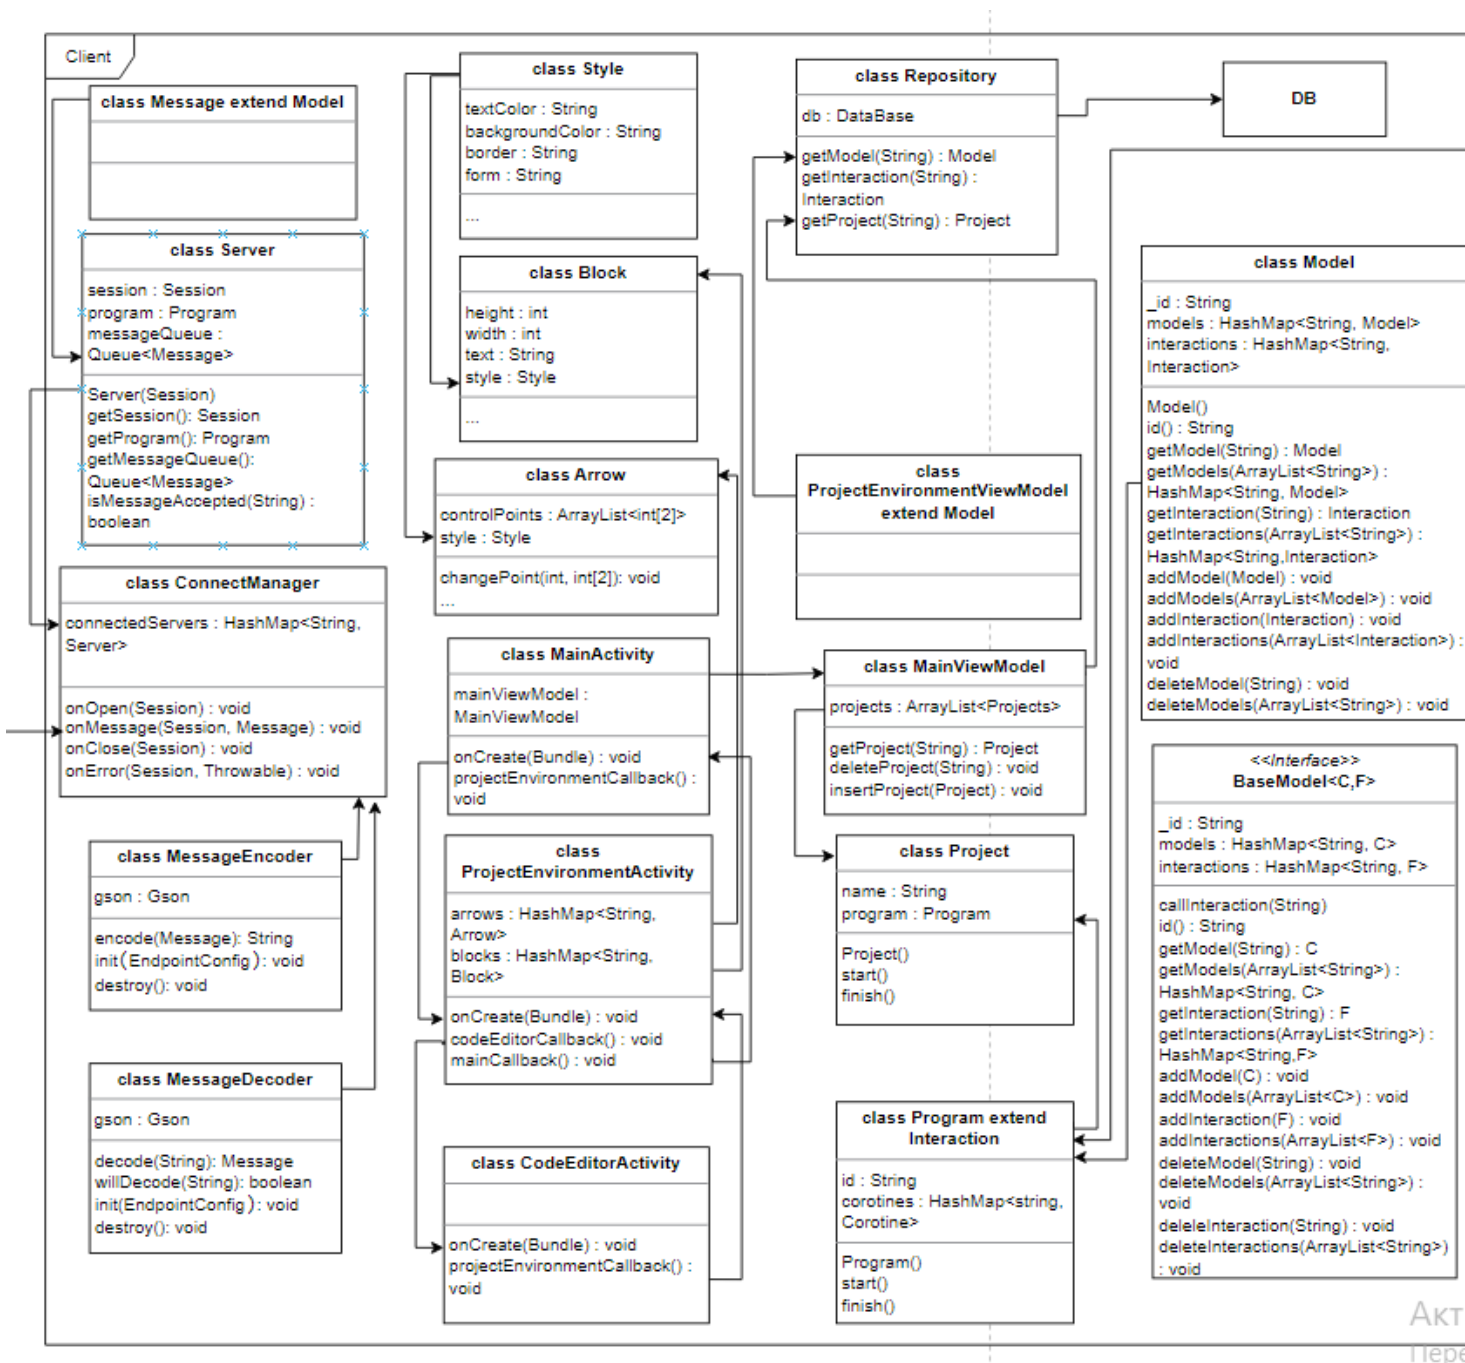 Client
class Message extend Model
class Server
session : Session
program : Program
messageQueue :
Queue<Message>
Server(Session)
getSession(): Session
getProgram(): Program
getMessageQueue():
Queue<Message>
isMessageAccepted(String) :
boolean
class ConnectManager
connectedServers : HashMap<String,
Server>
onOpen(Session) : void
onMessage(Session, Message) : void
onClose(Session) : void
onError(Session, Throwable) : void
class MessageEncoder
gson : Gson
encode(Message): String
init(EndpointConfig): void
destroy(): void
class MessageDecoder
gson : Gson
decode(String): Message
willDecode(String): boolean
init(EndpointConfig): void
destroy(): void
class Style
textColor : String
backgroundColor : String
border : String
form : String
...
class Block
height : int
width : int
text : String
style : Style
...
class Arrow
controlPoints : ArrayList<int[2]>
style : Style
changePoint(int, int[2]): void
...
class MainActivity
mainViewModel :
MainViewModel
onCreate(Bundle) : void
projectEnvironmentCallback() :
void
class
ProjectEnvironmentActivity
arrows : HashMap<String,
Arrow>
blocks : HashMap<String,
Block>
onCreate(Bundle) : void
codeEditorCallback() : void
mainCallback() : void
class CodeEditorActivity
onCreate(Bundle) : void
projectEnvironmentCallback() :
void
class Repository
db : DataBase
getModel(String) : Model
getInteraction(String) :
Interaction
getProject(String) : Project
class
ProjectEnvironmentViewModel
extend Model
class MainViewModel
projects : ArrayList<Projects>
getProject(String) : Project
deleteProject(String) : void
insertProject(Project) : void
class Project
name : String
program : Program
Project()
start()
finish()
class Program extend
Interaction
id : String
corotines : HashMap<string,
Corotine>
Program()
start()
finish()
DB
class Model
_id : String
models : HashMap<String, Model>
interactions : HashMap<String,
Interaction>
Model()
id() : String
getModel(String) : Model
getModels(ArrayList<String>) :
HashMap<String, Model>
getInteraction(String) : Interaction
getInteractions(ArrayList<String>) :
HashMap<String,Interaction>
addModel(Model) : void
addModels(ArrayList<Model>) : void
addInteraction(Interaction) : void
addInteractions(ArrayList<Interaction>) :
void
deleteModel(String) : void
deleteModels(ArrayList<String>) : void
<<Interface>>
BaseModel<C,F>
_id : String
models : HashMap<String, C>
interactions : HashMap<String, F>
callInteraction(String)
id() : String
getModel(String) : C
getModels(ArrayList<String>) :
HashMap<String, C>
getInteraction(String) : F
getInteractions(ArrayList<String>) :
HashMap<String,F>
addModel(C) : void
addModels(ArrayList<C>) : void
addInteraction(F) : void
addInteractions(ArrayList<F>) : void
deleteModel(String) : void
deleteModels(ArrayList<String>) :
void
deleleInteraction(String) : void
deleteInteractions(ArrayList<String>)
: void
Акт